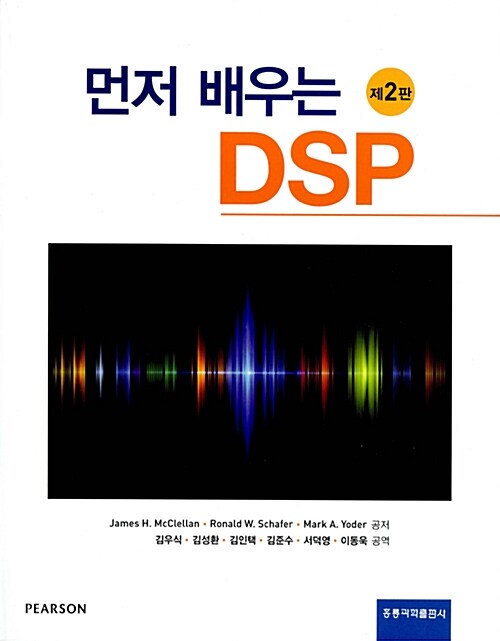 먼저 배우는
제2판
DSP
James H. McClellan • Ronald W. Schafer • Mark A. Yoder 공저
김우식 • 김성환 • 김인택 • 김준수 • 서덕영 • 이동욱 공역
PEARSON
홍릉과학출판사